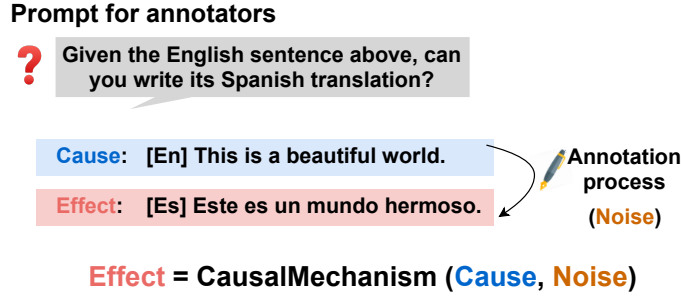 Prompt for annotators
Given the English sentence above, can
you write its Spanish translation?
Cause: [En] This is a beautiful world.
Effect: [Es] Este es un mundo hermoso.
Annotation
process
(Noise)
Effect = CausalMechanism (Cause, Noise)